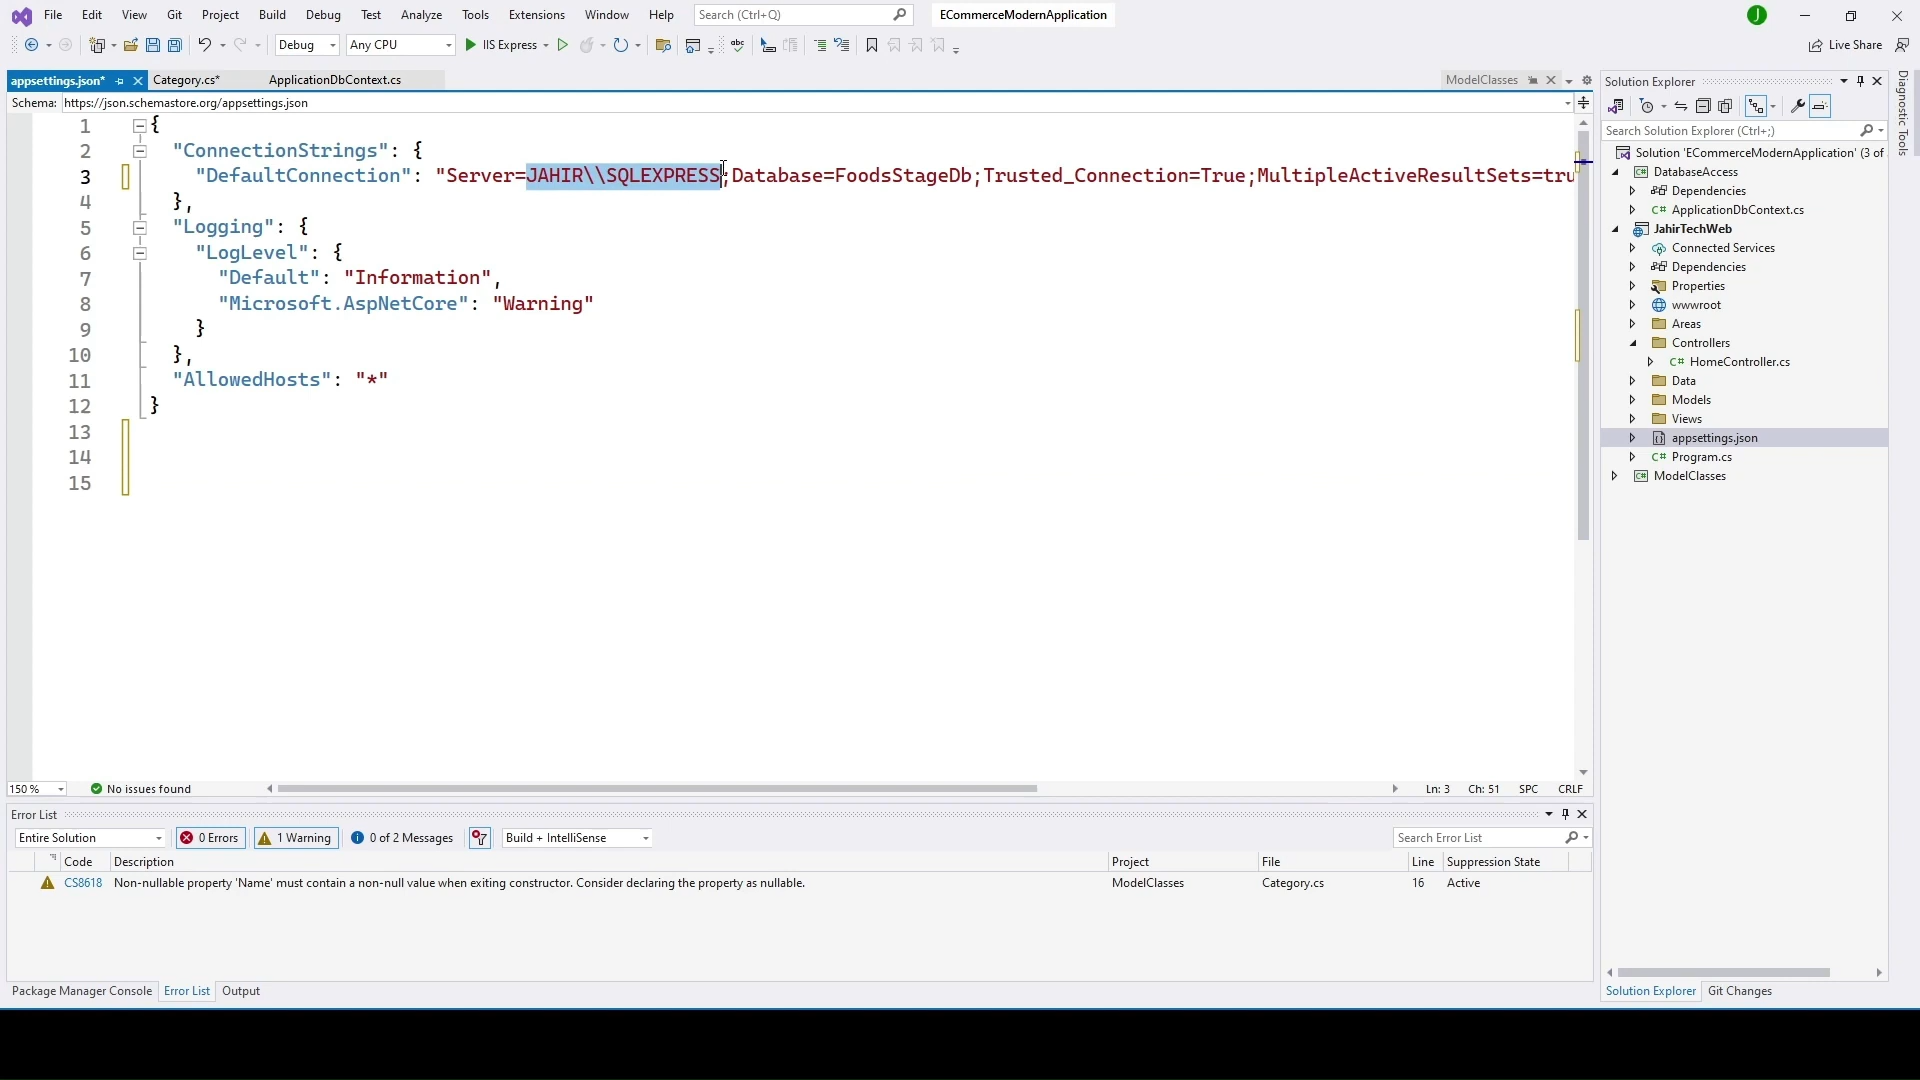 File Edit View Git Project Build Debug Test Analyze Tools Extensions Window Help Search (Ctrl+Q) ECommerceModernApplication J
Debug Any CPU IIS Express Live Share
appsettings.json* Category.cs* ApplicationDbContext.cs ModelClasses
Schema: https://json.schemastore.org/appsettings.json
1 {
2 "ConnectionStrings": {
3 "DefaultConnection": "Server=JAHIR\\SQLEXPRESS;Database=FoodsStageDb;Trusted_Connection=True;MultipleActiveResultSets=tru
4 },
5 "Logging": {
6 "LogLevel": {
7 "Default": "Information",
8 "Microsoft.AspNetCore": "Warning"
9 }
10 },
11 "AllowedHosts": "*"
12 }
13
14
15
150 % No issues found Ln: 3 Ch: 51 SPC CRLF
Error List
Entire Solution 0 Errors 1 Warning 0 of 2 Messages Build + IntelliSense Search Error List
Code Description Project File Line Suppression State
CS8618 Non-nullable property 'Name' must contain a non-null value when exiting constructor. Consider declaring the property as nullable. ModelClasses Category.cs 16 Active
Package Manager Console Error List Output
Solution Explorer
Search Solution Explorer (Ctrl+;)
Solution 'ECommerceModernApplication' (3 of
DatabaseAccess
Dependencies
C# ApplicationDbContext.cs
JahirTechWeb
Connected Services
Dependencies
Properties
wwwroot
Areas
Controllers
C# HomeController.cs
Data
Models
Views
appsettings.json
C# Program.cs
C# ModelClasses
Solution Explorer Git Changes
Diagnostic Tools